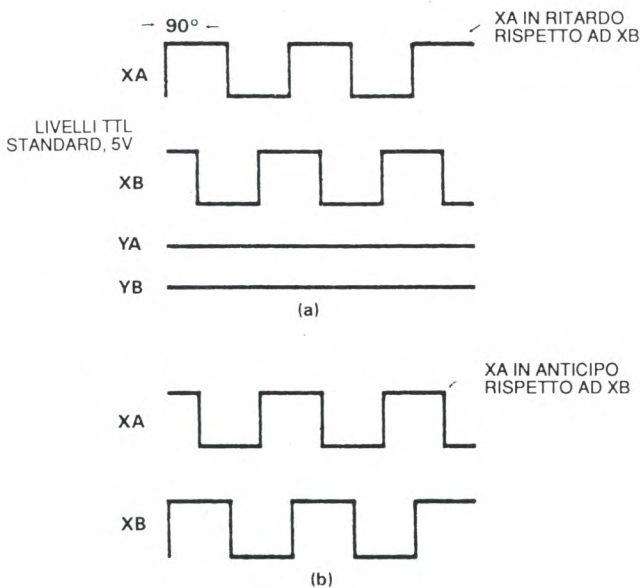 90°
XA IN RITARDO
RISPETTO AD XB
XA
LIVELLI TTL
STANDARD, 5V
XB
YA
YB
(a)
XA IN ANTICIPO
RISPETTO AD XB
XA
XB
(b)